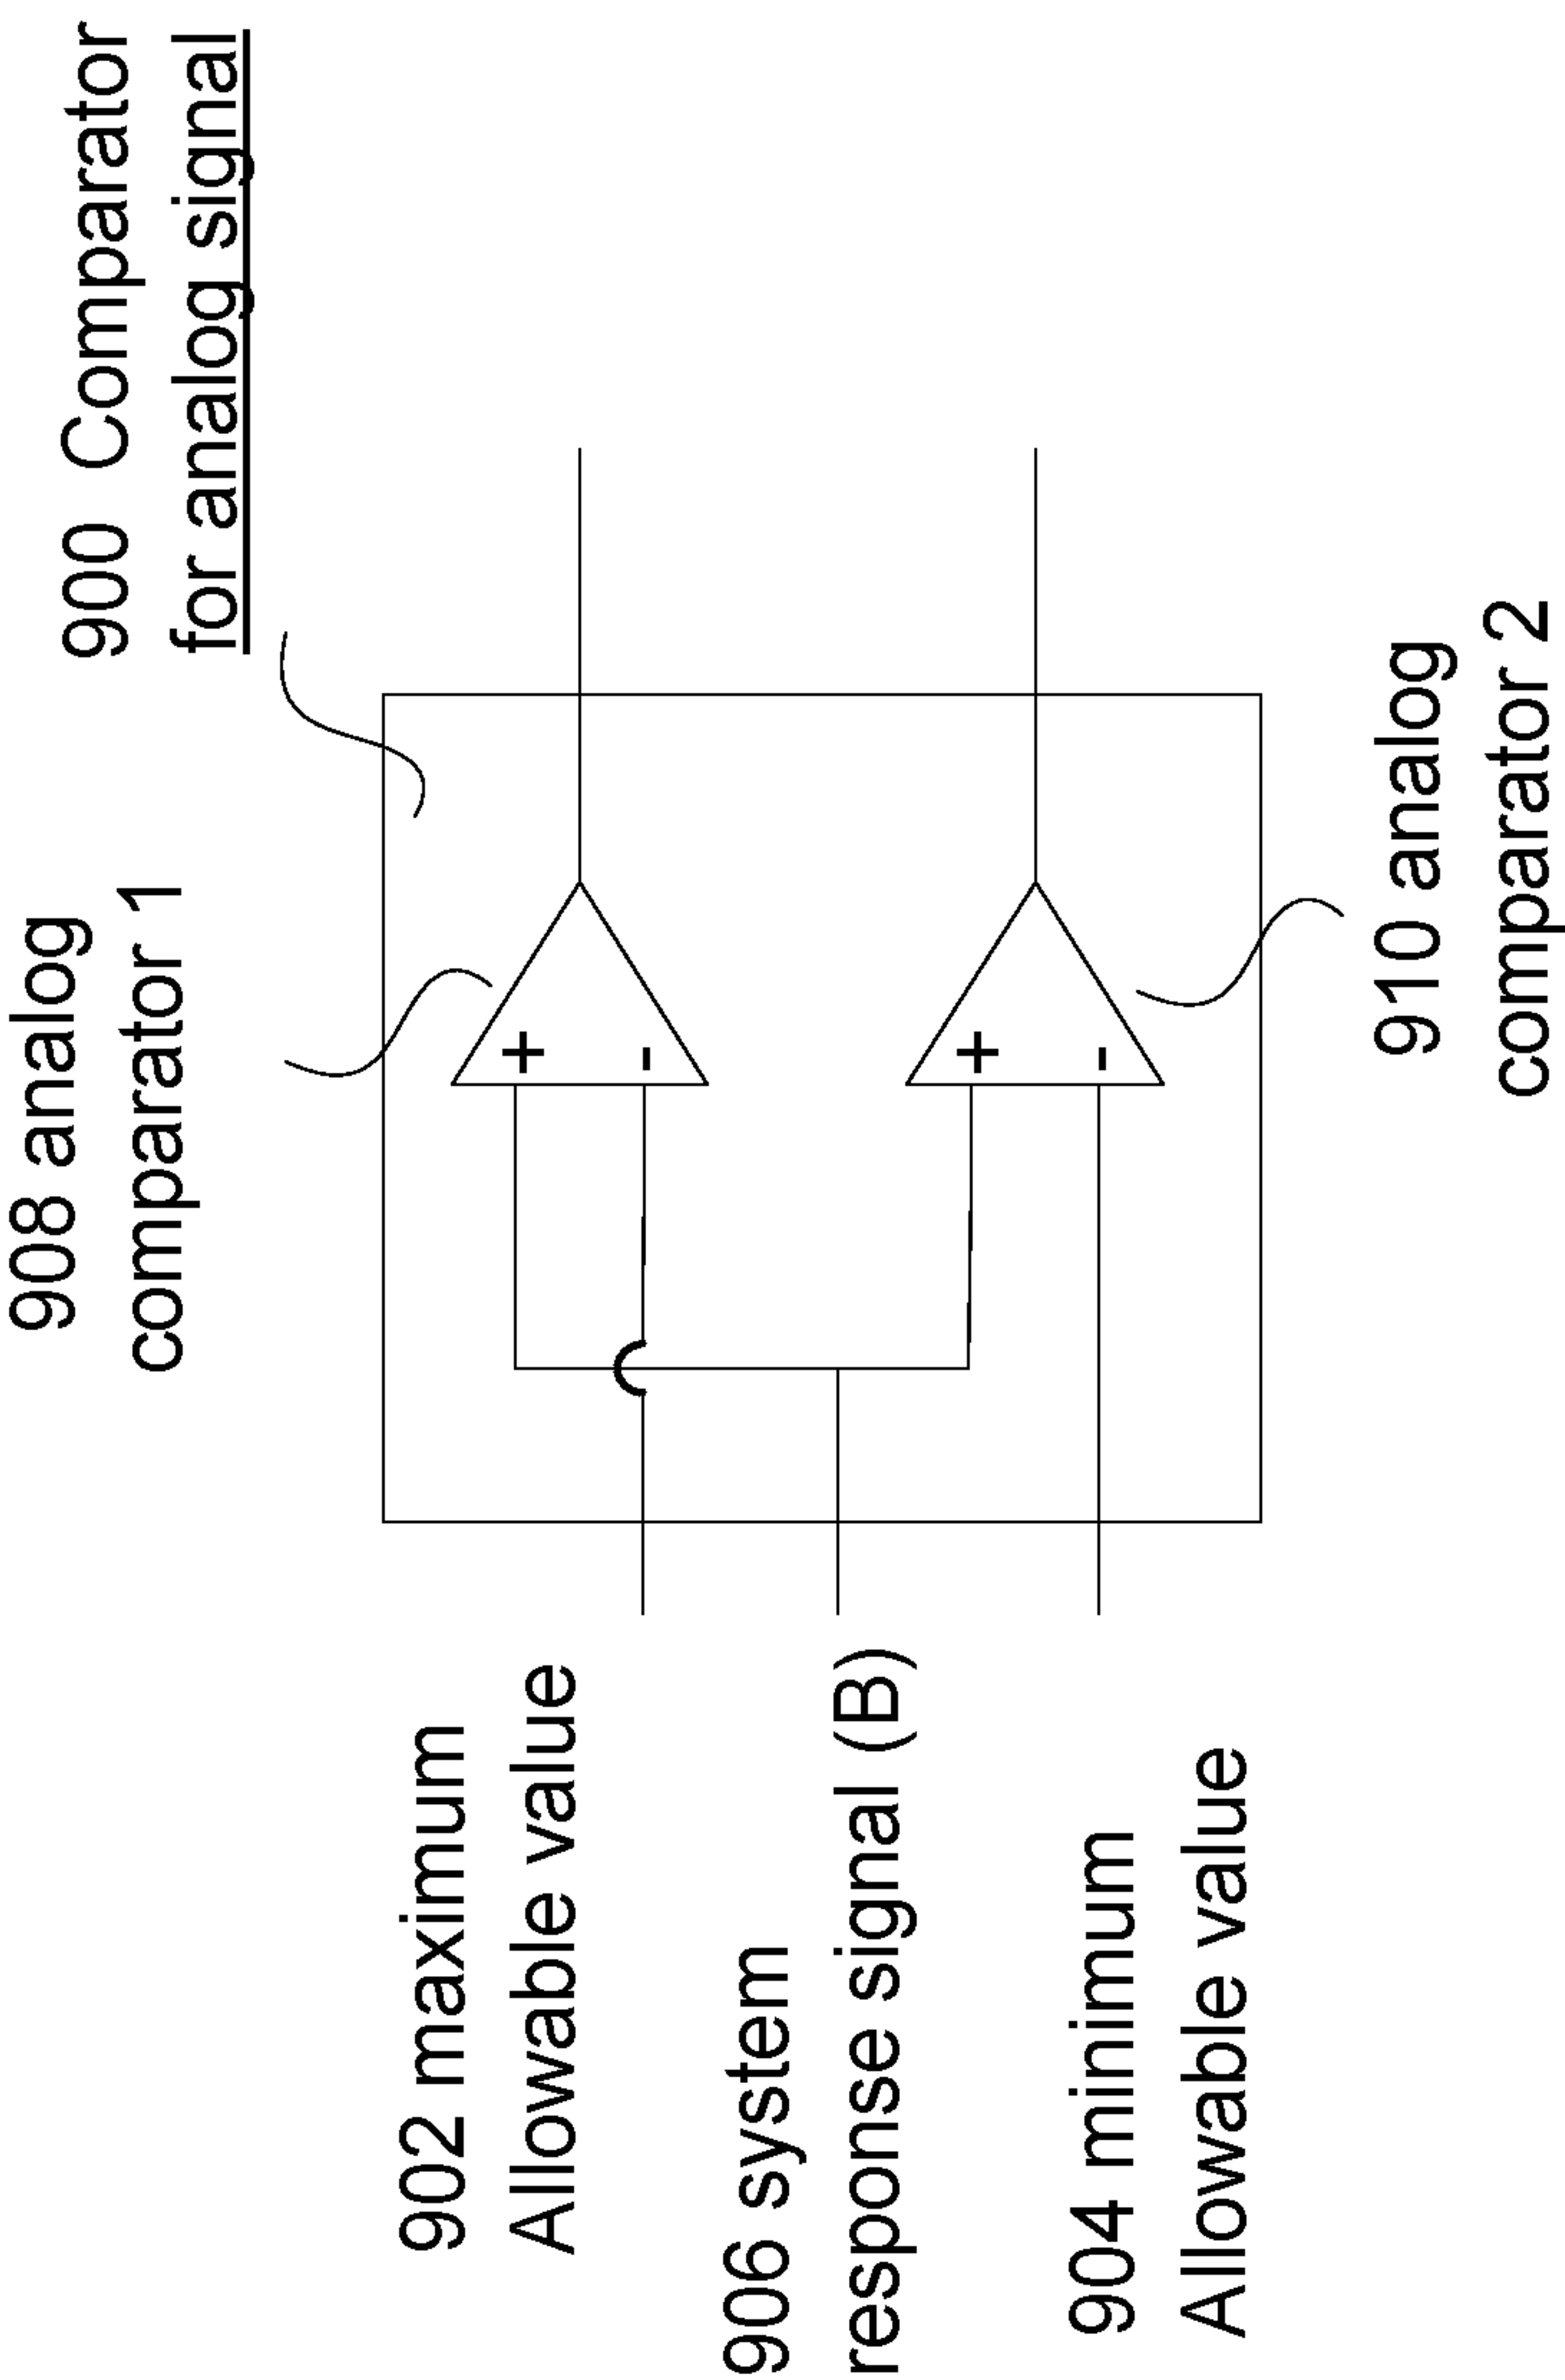 900 Comparator
for analog signal
908 analog
comparator 1
902 maximum
Allowable value
+
-
906 system
response signal (B)
+
-
904 minimum
Allowable value
910 analog
comparator 2